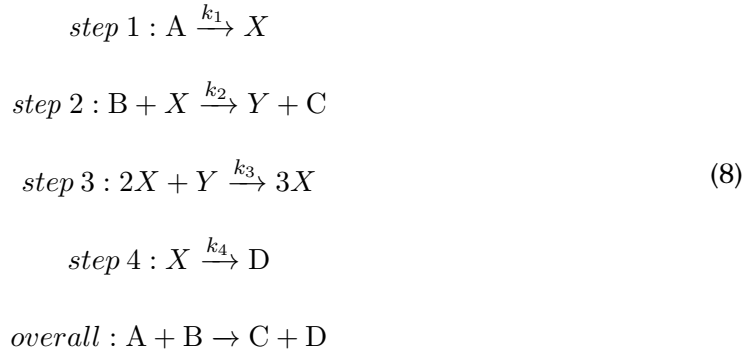 step 1 : A k₁→ X
step 2 : B + X k₂→ Y + C
step 3 : 2X + Y k₃→ 3X
(8)
step 4 : X k₄→ D
overall : A + B → C + D